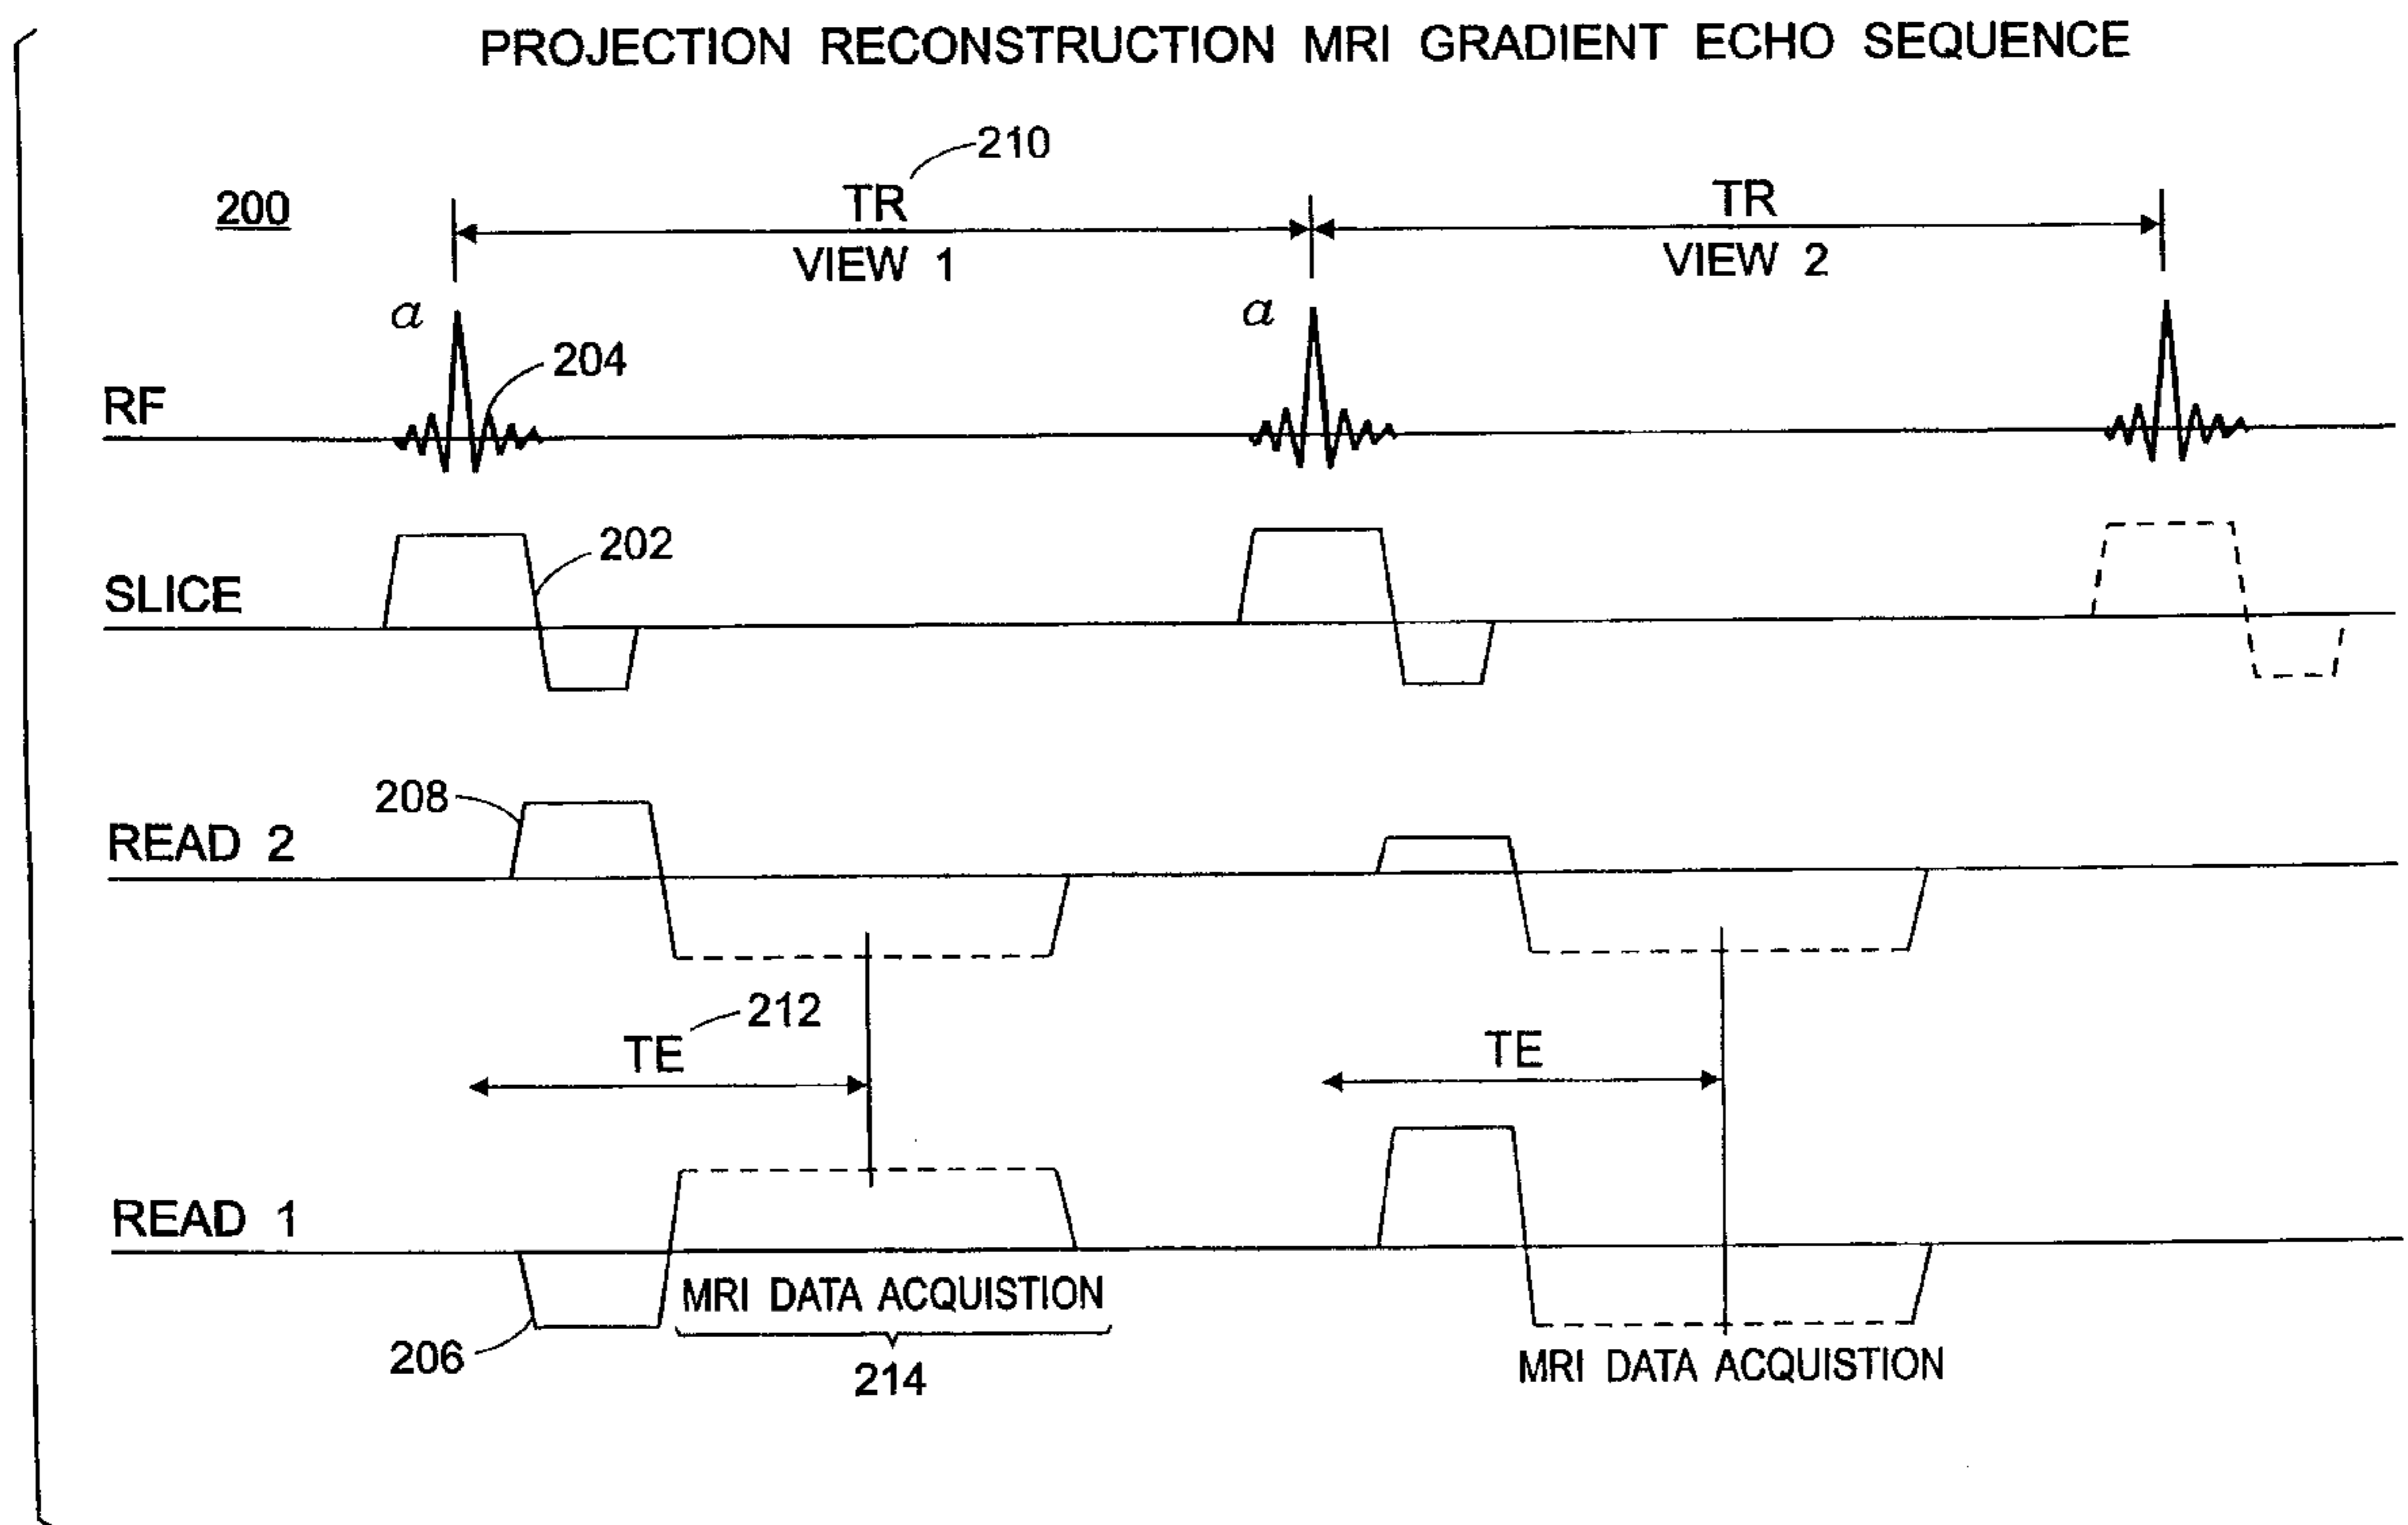 PROJECTION RECONSTRUCTION MRI GRADIENT ECHO SEQUENCE
210
200
TR
TR
VIEW 1
VIEW 2
a
a
204
RF
202
SLICE
208
READ 2
212
TE
TE
READ 1
MRI DATA ACQUISTION
206
214
MRI DATA ACQUISTION